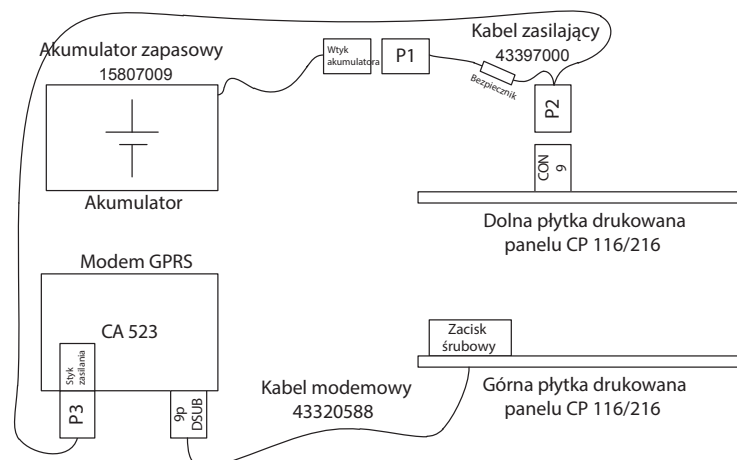 Akumulator zapasowy
15807009
Wtyk
akumulatora
P1
Kabel zasilający
43397000
Bezpiecznik
P2
CON
9
Akumulator
Dolna płytka drukowana
panelu CP 116/216
Modem GPRS
CA 523
Styk
zasilania
P3
9p
DSUB
Kabel modemowy
43320588
Zacisk
śrubowy
Górna płytka drukowana
panelu CP 116/216